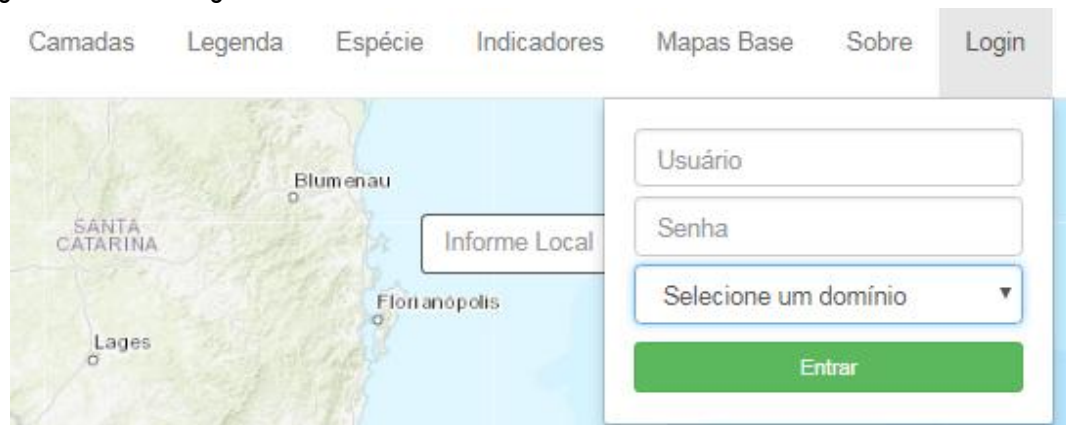 Camadas Legenda Espécie Indicadores Mapas Base Sobre Login
Usuário
Blumenau
Senha
SANTA
CATARINA
Informe Local
Selecione um domínio
Florianópolis
Lages
Entrar